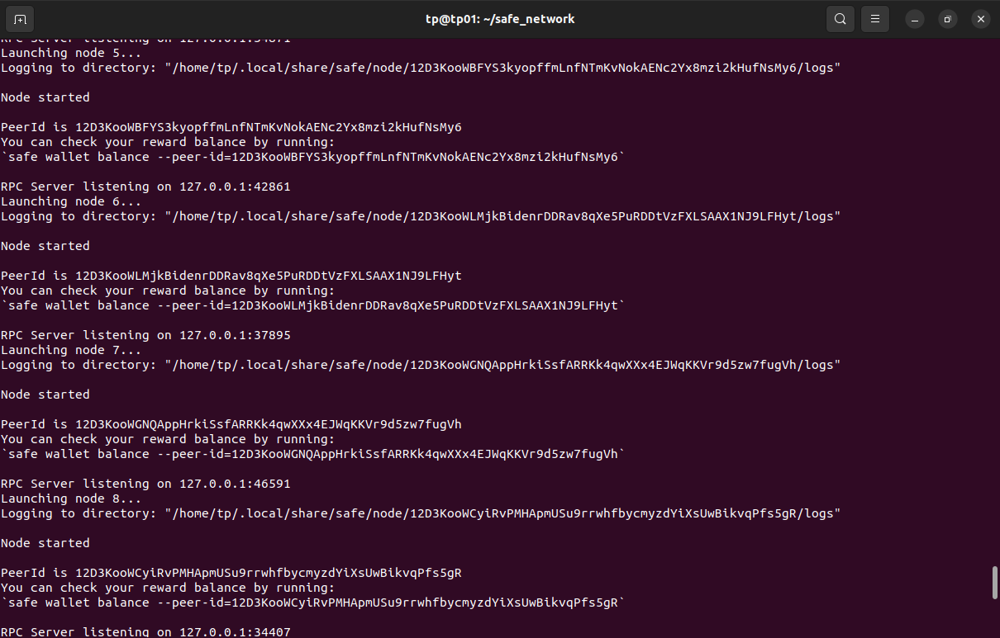 tp@tp01: ~/safe_network
RPC Server listening on 127.0.0.1:34871
Launching node 5...
Logging to directory: "/home/tp/.local/share/safe/node/12D3KooWBFYS3kyopffmLnfNTmKvNokAENc2Yx8mzi2kHufNsMy6/logs"
Node started
PeerId is 12D3KooWBFYS3kyopffmLnfNTmKvNokAENc2Yx8mzi2kHufNsMy6
You can check your reward balance by running:
`safe wallet balance --peer-id=12D3KooWBFYS3kyopffmLnfNTmKvNokAENc2Yx8mzi2kHufNsMy6`
RPC Server listening on 127.0.0.1:42861
Launching node 6...
Logging to directory: "/home/tp/.local/share/safe/node/12D3KooWLMjkBidenrDDRav8qXe5PuRDDtVzFXLSAAX1NJ9LFHyt/logs"
Node started
PeerId is 12D3KooWLMjkBidenrDDRav8qXe5PuRDDtVzFXLSAAX1NJ9LFHyt
You can check your reward balance by running:
`safe wallet balance --peer-id=12D3KooWLMjkBidenrDDRav8qXe5PuRDDtVzFXLSAAX1NJ9LFHyt`
RPC Server listening on 127.0.0.1:37895
Launching node 7...
Logging to directory: "/home/tp/.local/share/safe/node/12D3KooWGNQAppHrkiSsfARRKk4qwXXx4EJWqKKVr9d5zw7fugVh/logs"
Node started
PeerId is 12D3KooWGNQAppHrkiSsfARRKk4qwXXx4EJWqKKVr9d5zw7fugVh
You can check your reward balance by running:
`safe wallet balance --peer-id=12D3KooWGNQAppHrkiSsfARRKk4qwXXx4EJWqKKVr9d5zw7fugVh`
RPC Server listening on 127.0.0.1:46591
Launching node 8...
Logging to directory: "/home/tp/.local/share/safe/node/12D3KooWCyiRvPMHApmUSu9rrwhfbycmyzdYiXsUwBikvqPfs5gR/logs"
Node started
PeerId is 12D3KooWCyiRvPMHApmUSu9rrwhfbycmyzdYiXsUwBikvqPfs5gR
You can check your reward balance by running:
`safe wallet balance --peer-id=12D3KooWCyiRvPMHApmUSu9rrwhfbycmyzdYiXsUwBikvqPfs5gR`
RPC Server listening on 127.0.0.1:34407